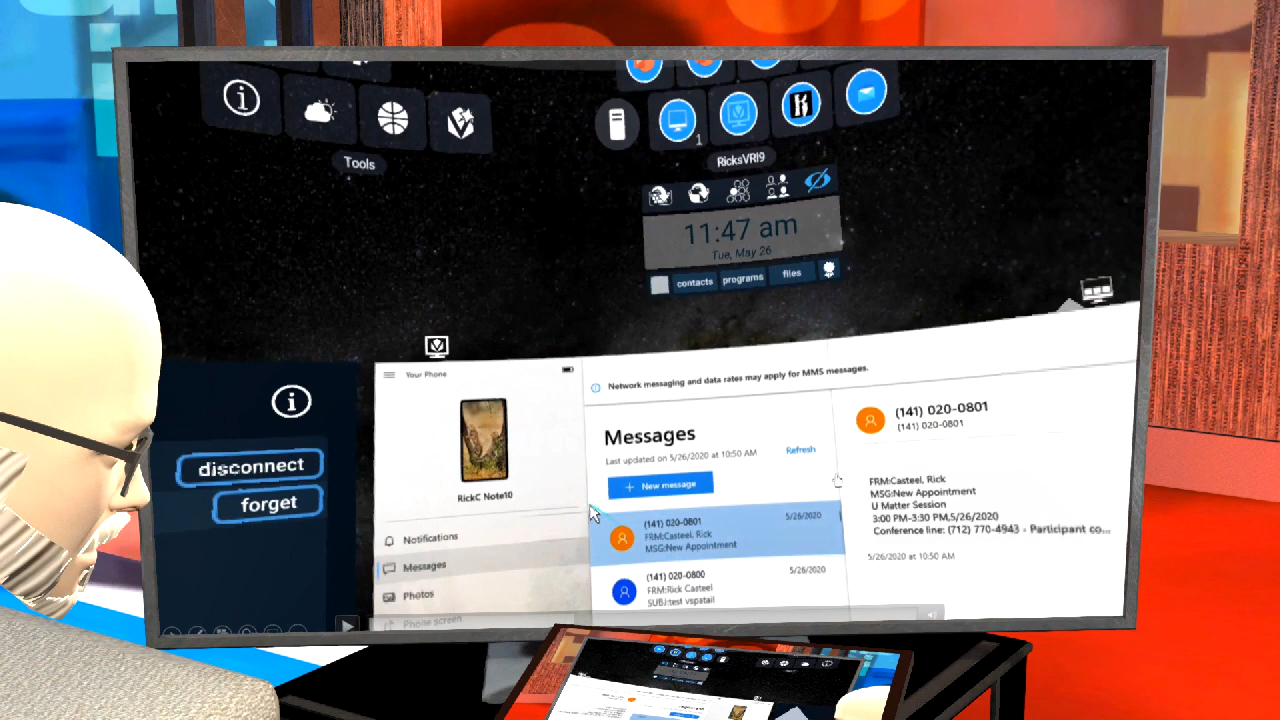 1
Tools
RicksVRI9
11:47 am
Tue, May 26
contacts programs files
disconnect
forget
Your Phone
RickC Note10
Notifications
Messages
Photos
Phone screen
Network messaging and data rates may apply for MMS messages.
Messages
Last updated on 5/26/2020 at 10:50 AM
Refresh
+ New message
(141) 020-0801 5/26/2020
FRM:Casteel, Rick
MSG:New Appointment
(141) 020-0800 5/26/2020
FRM:Rick Casteel
SUBJ:test vspatail
(141) 020-0801
(141) 020-0801
FRM:Casteel, Rick
MSG:New Appointment
U Matter Session
3:00 PM-3:30 PM,5/26/2020
Conference line: (712) 770-4943 - Participant co...
5/26/2020 at 10:50 AM